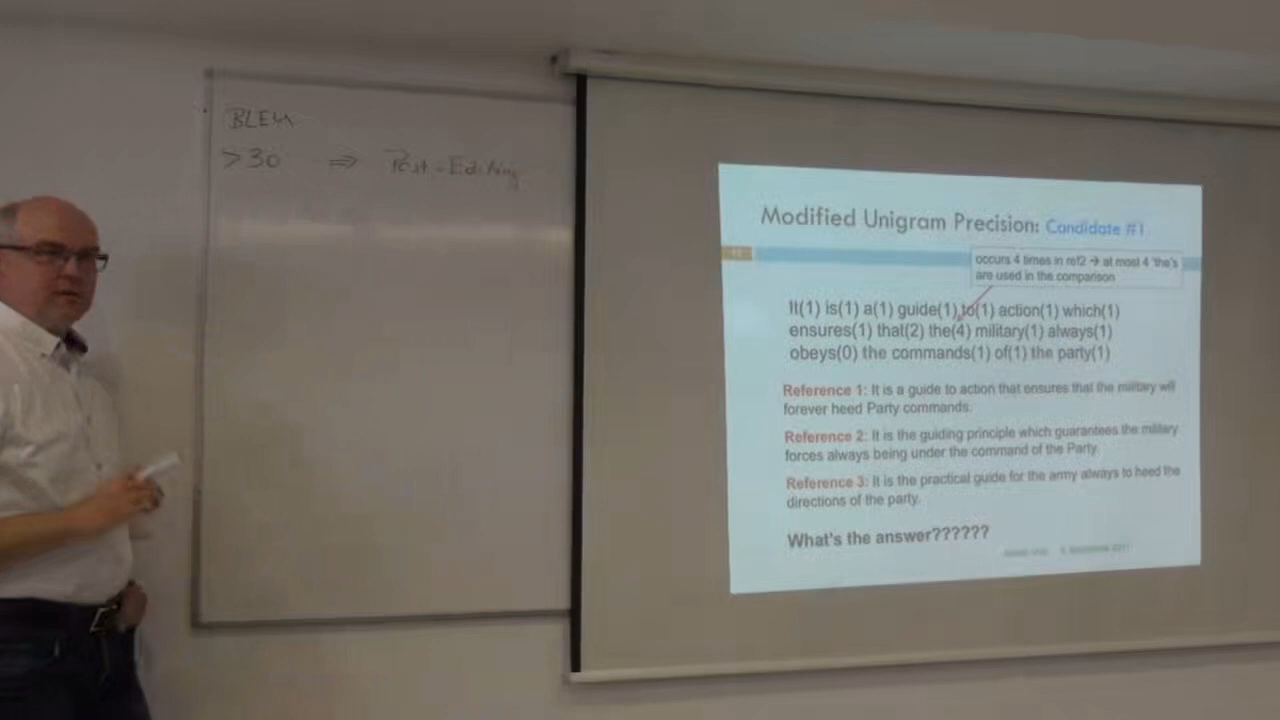 BLEU
>30 ⇒ Post-Editing
Modified Unigram Precision: Candidate #1
occurs 4 times in ref2 → at most 4 'the's
are used in the comparison
It(1) is(1) a(1) guide(1) to(1) action(1) which(1)
ensures(1) that(2) the(4) military(1) always(1)
obeys(0) the commands(1) of(1) the party(1)
Reference 1: It is a guide to action that ensures that the military will
forever heed Party commands.
Reference 2: It is the guiding principle which guarantees the military
forces always being under the command of the Party.
Reference 3: It is the practical guide for the army always to heed the
directions of the party.
What's the answer??????